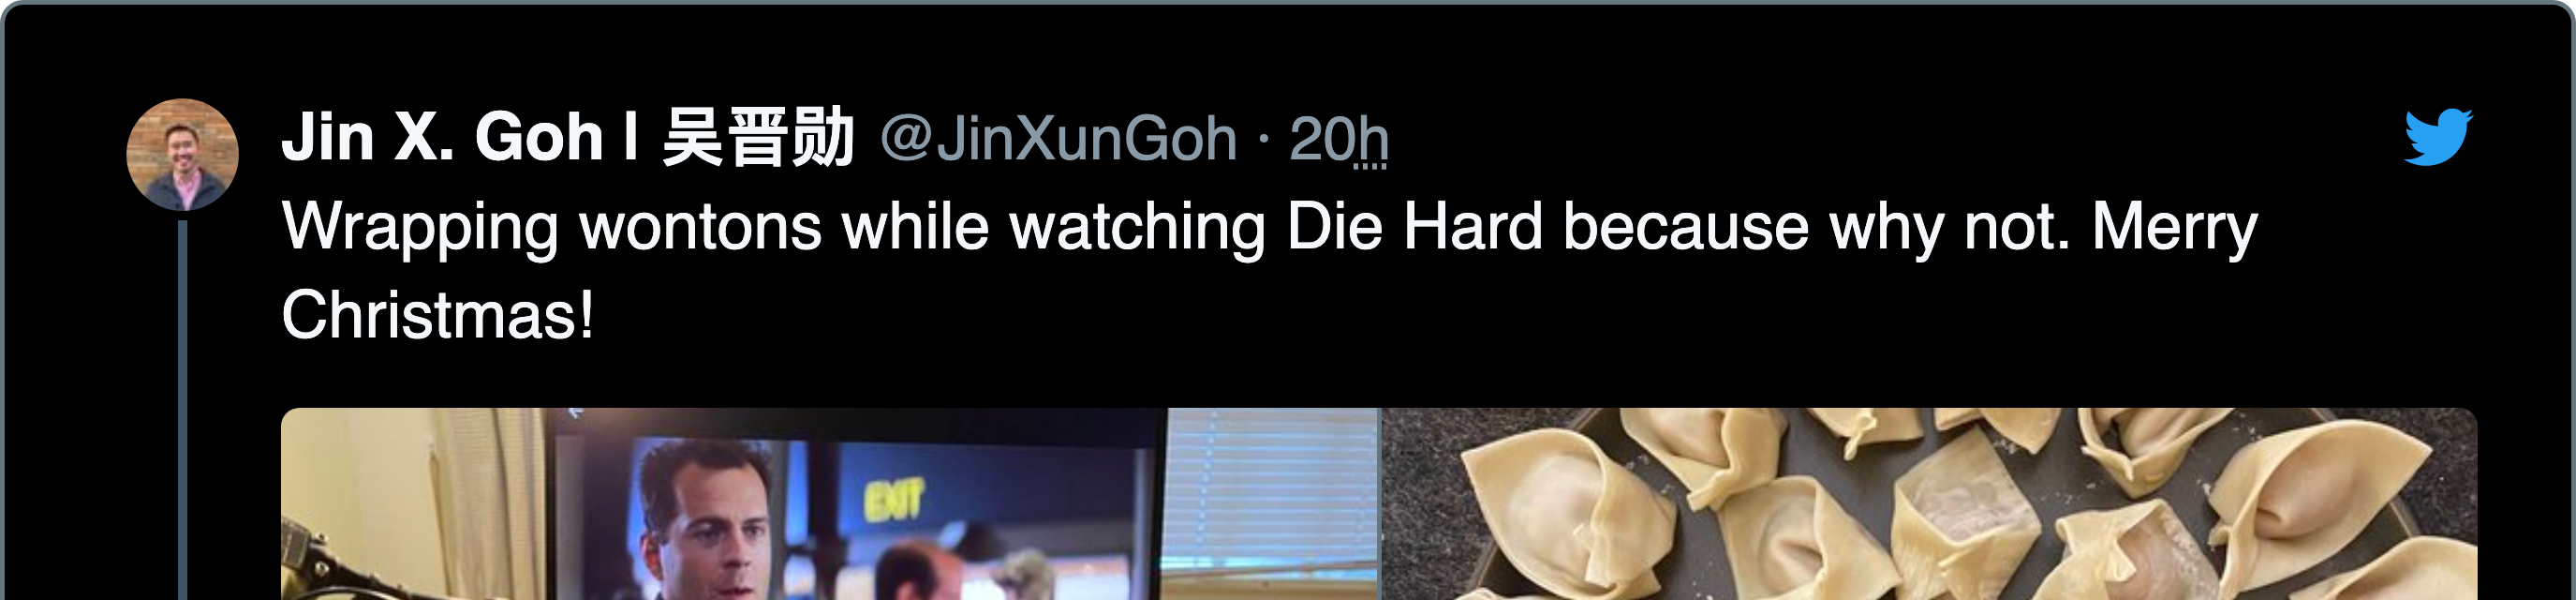 Jin X. Goh | 吴晋勋 @JinXunGoh · 20h
Wrapping wontons while watching Die Hard because why not. Merry
Christmas!
EXIT